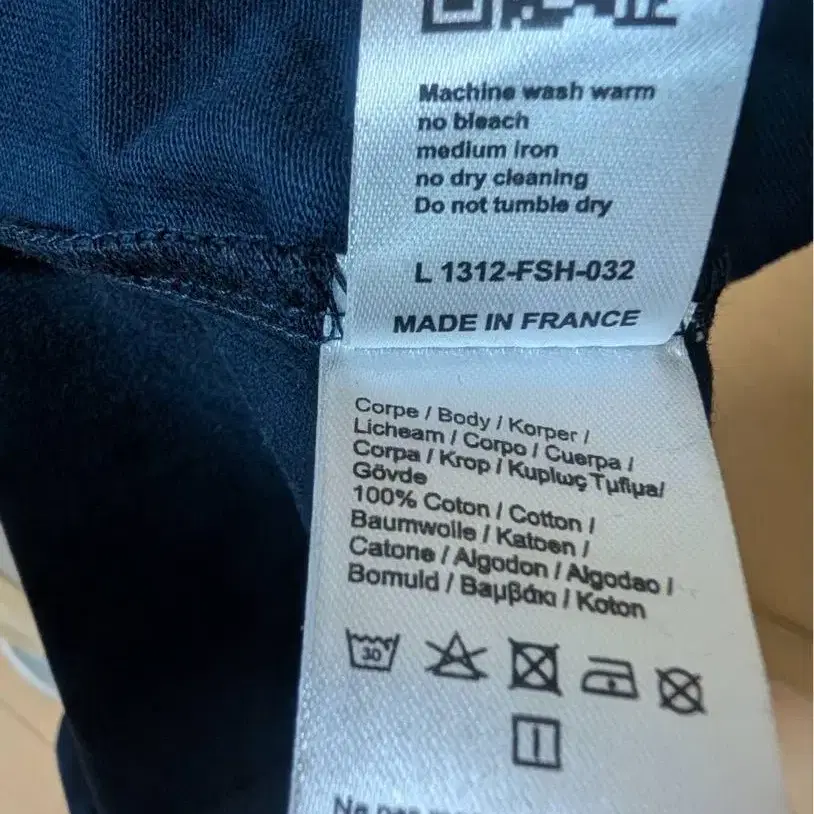 Machine wash warm
no bleach
medium iron
no dry cleaning
Do not tumble dry
L 1312-FSH-032
MADE IN FRANCE
Corpe / Body / Korper /
Licheam / Corpo / Cuerpa /
Corpa / Krop / Kuplως Tμflμa/
Gövde
100% Coton / Cotton /
Baumwolle / Katoen /
Catone / Algodon / Algodao /
Bomuld / Βαμβάκι / Koton
30